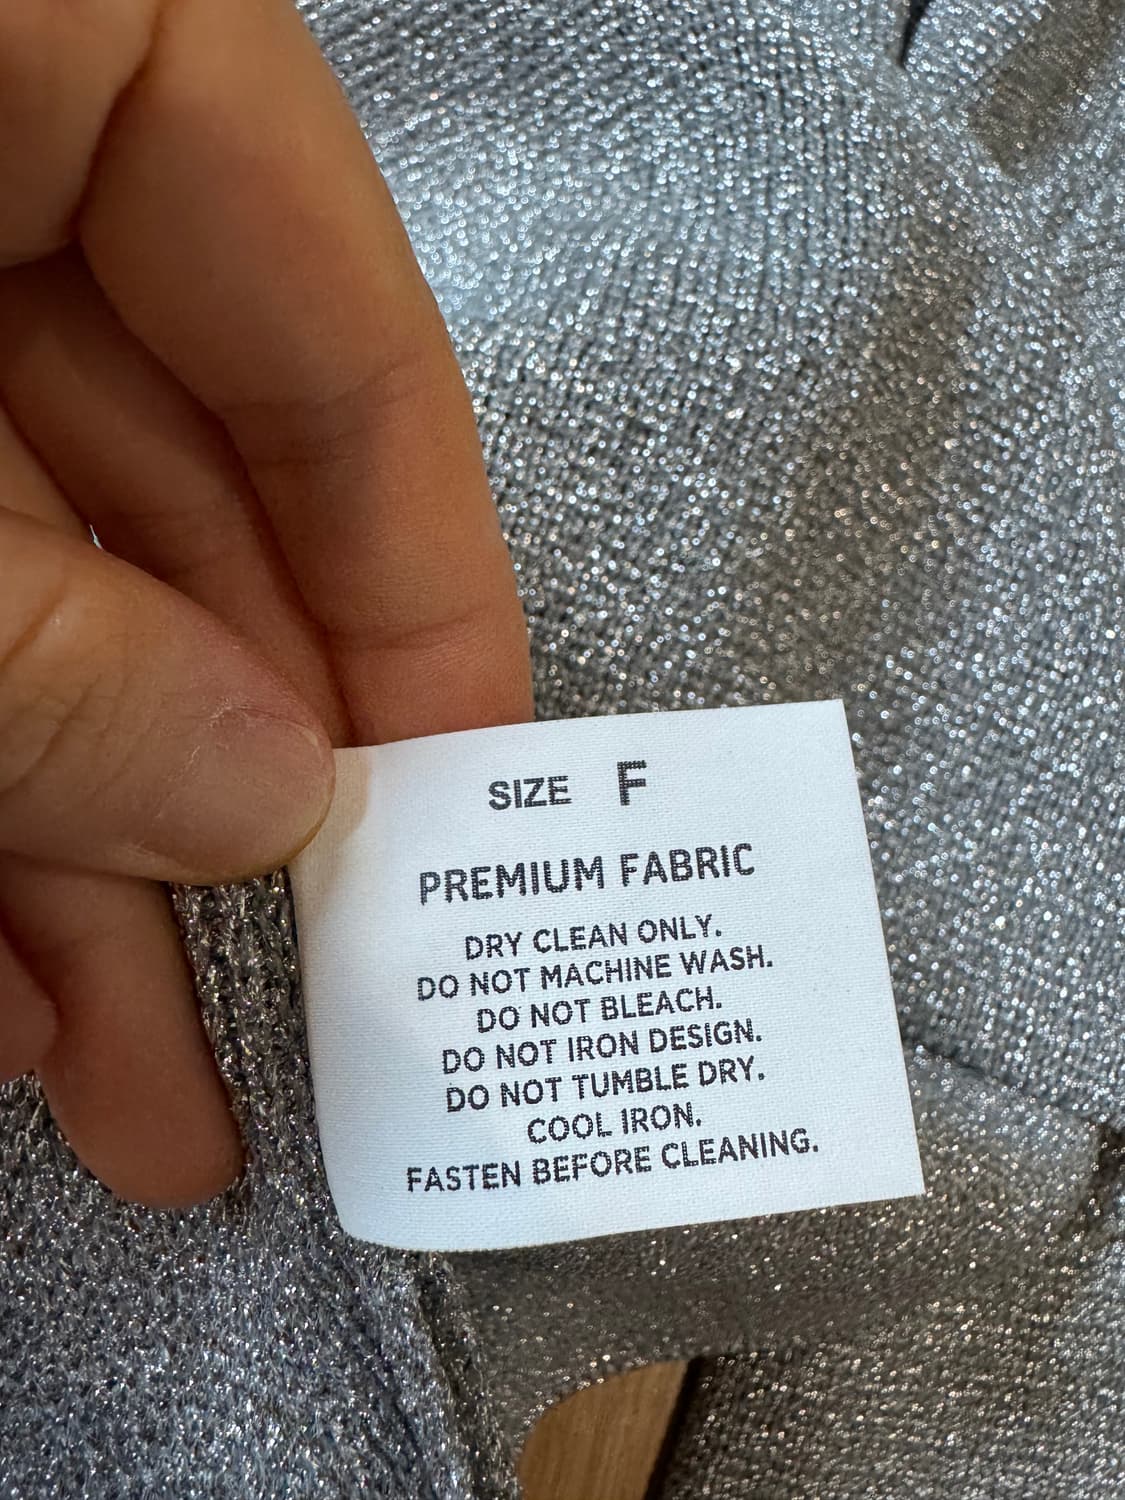 SIZE F
PREMIUM FABRIC
DRY CLEAN ONLY.
DO NOT MACHINE WASH.
DO NOT BLEACH.
DO NOT IRON DESIGN.
DO NOT TUMBLE DRY.
COOL IRON.
FASTEN BEFORE CLEANING.